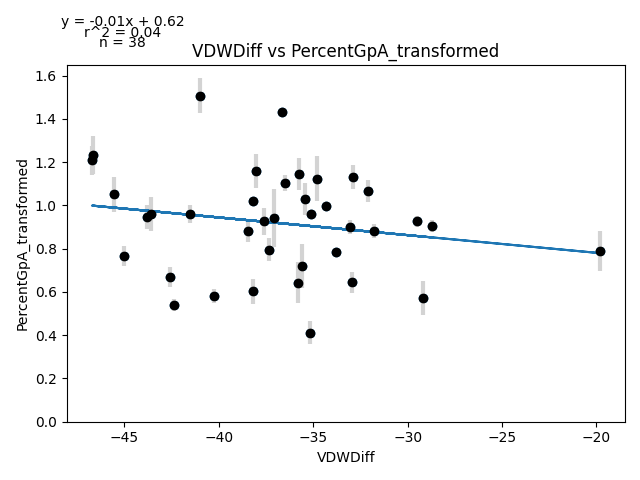 y = -0.01x + 0.62
r^2 = 0.04
n = 38
VDWDiff vs PercentGpA_transformed
PercentGpA_transformed
1.6
1.4
1.2
1.0
0.8
0.6
0.4
0.2
0.0
−45 −40 −35 −30 −25 −20
VDWDiff